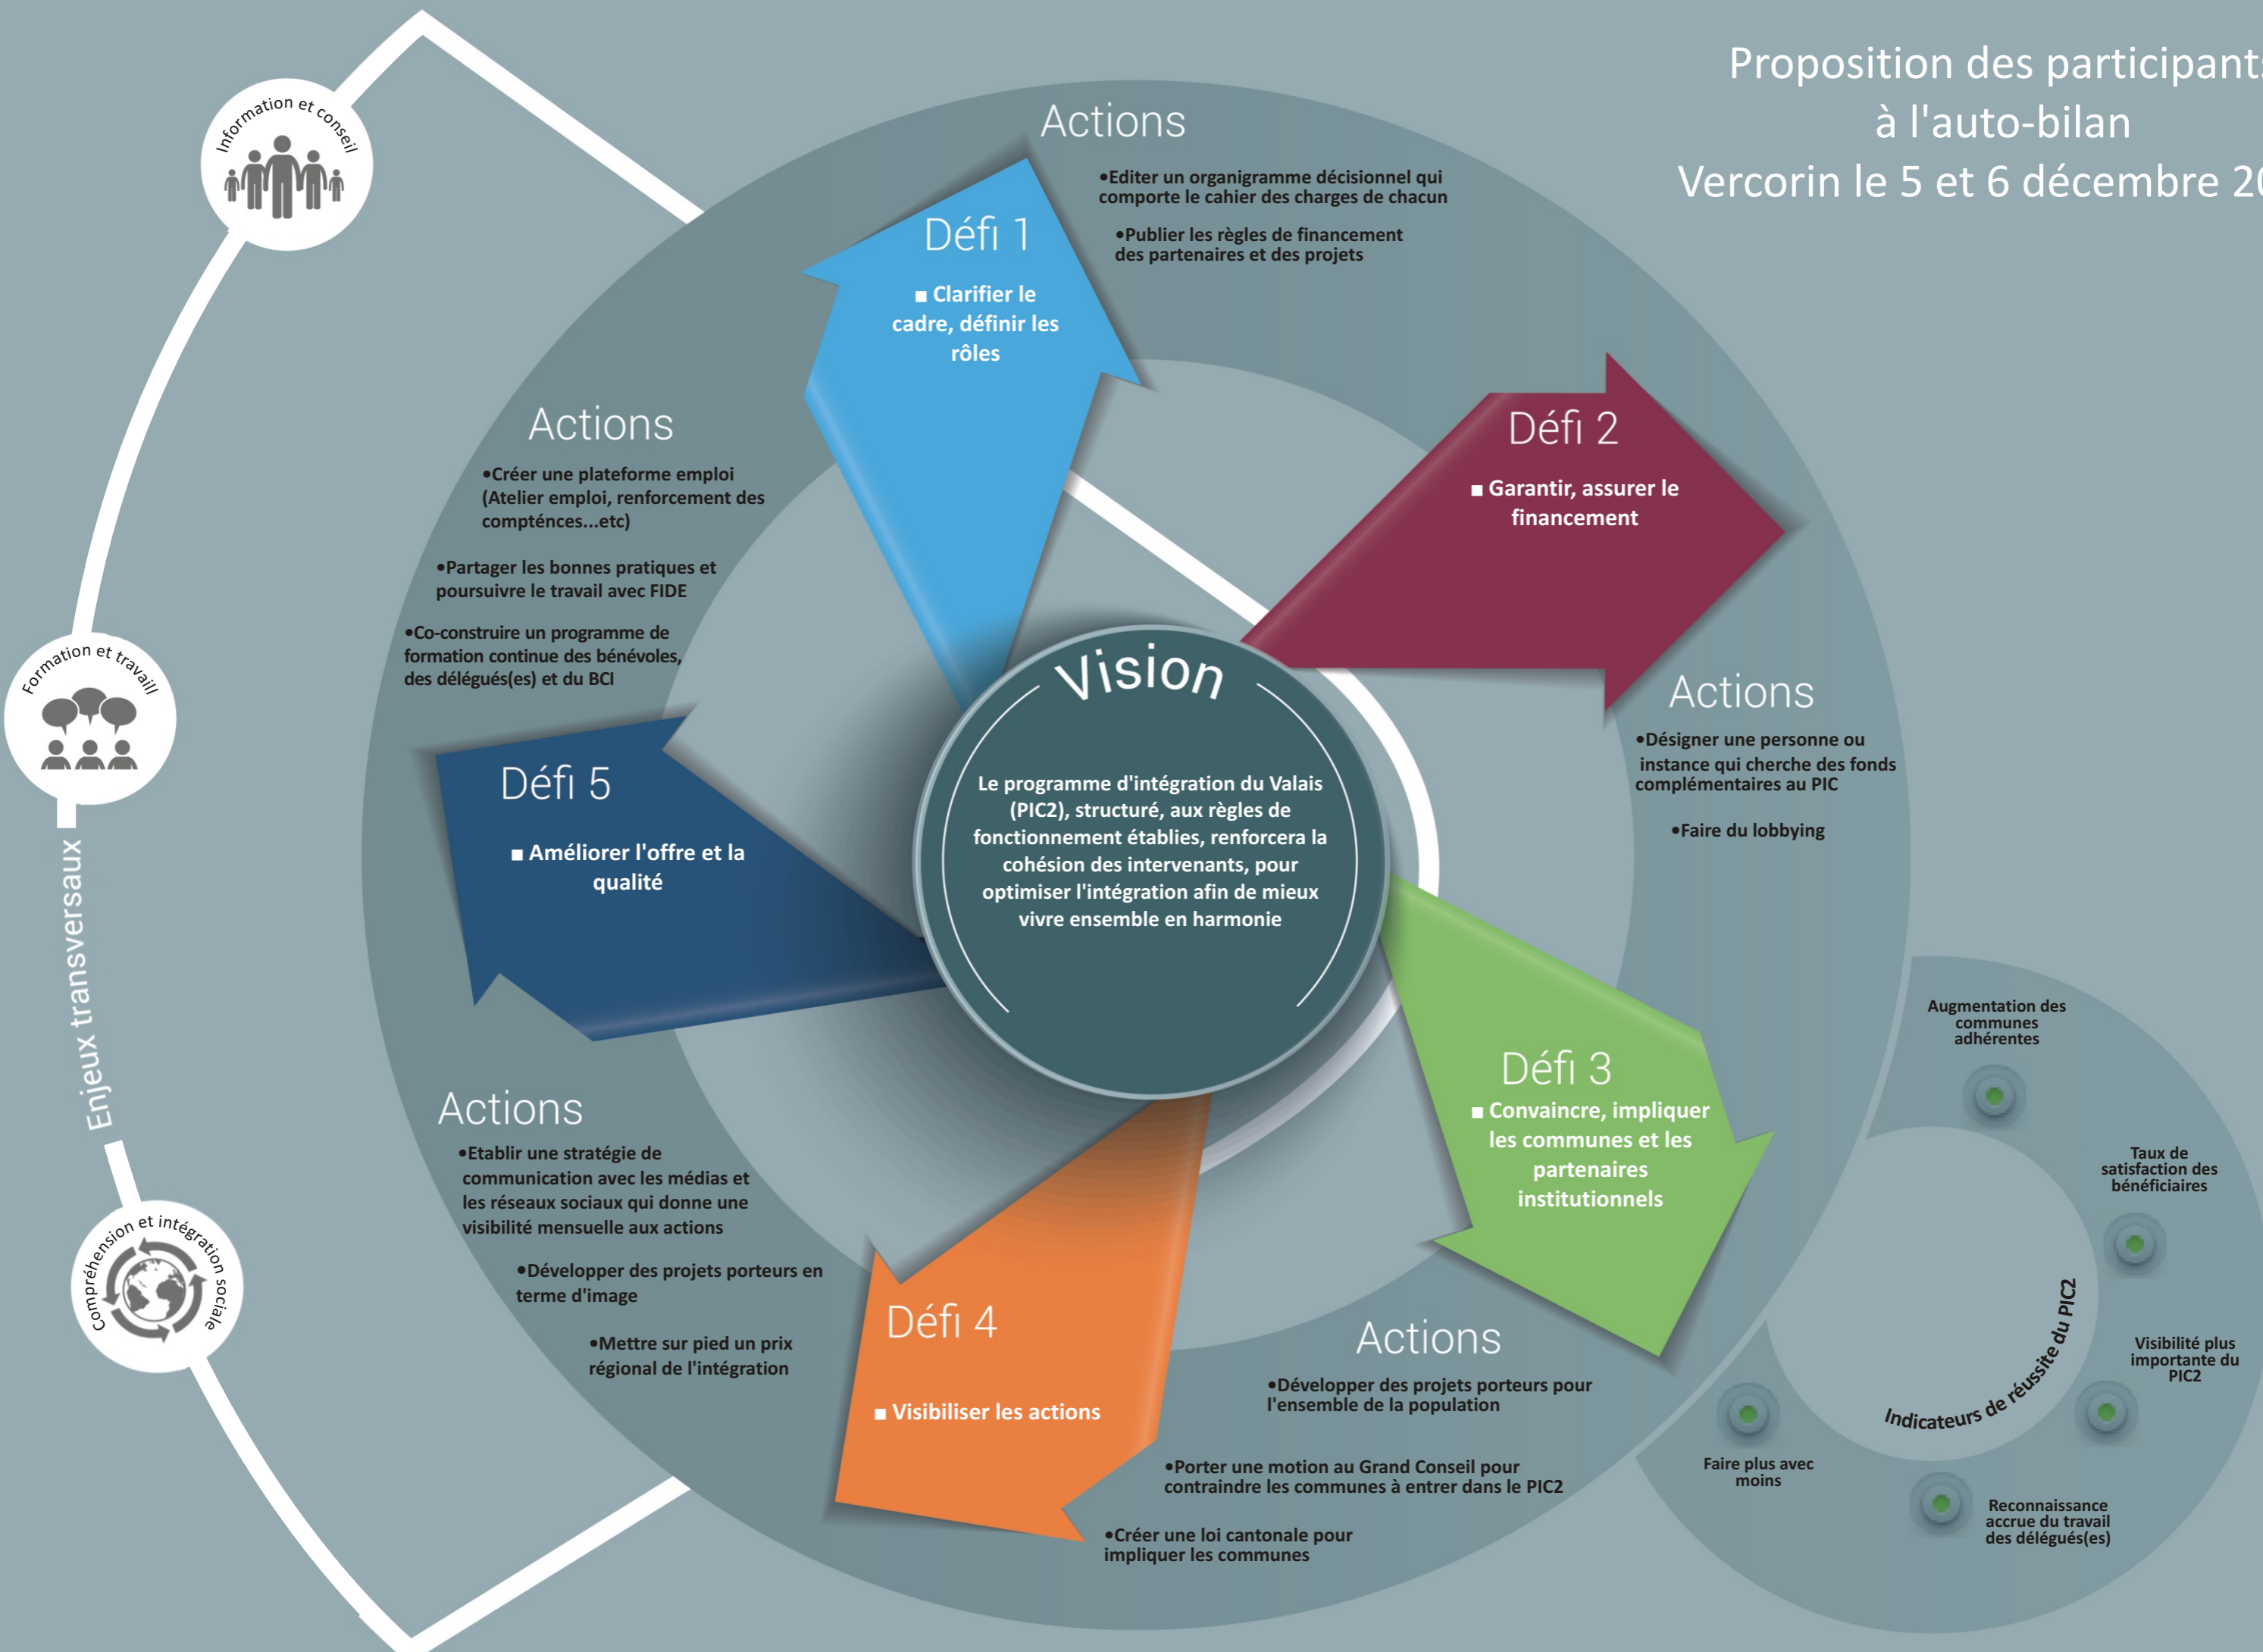 Proposition des participants
à l'auto-bilan
Vercorin le 5 et 6 décembre
Information et conseil
Formation et travaill
Enjeux transversaux
Compréhension et intégration sociale
Vision
Le programme d'intégration du Valais
(PIC2), structuré, aux règles de
fonctionnement établies, renforcera la
cohésion des intervenants, pour
optimiser l'intégration afin de mieux
vivre ensemble en harmonie
Défi 1
■ Clarifier le
cadre, définir les
rôles
Actions
•Editer un organigramme décisionnel qui
comporte le cahier des charges de chacun
•Publier les règles de financement
des partenaires et des projets
Défi 2
■ Garantir, assurer le
financement
Actions
•Désigner une personne ou
instance qui cherche des fonds
complémentaires au PIC
•Faire du lobbying
Défi 3
■ Convaincre, impliquer
les communes et les
partenaires
institutionnels
Actions
•Développer des projets porteurs pour
l'ensemble de la population
•Porter une motion au Grand Conseil pour
contraindre les communes à entrer dans le PIC2
•Créer une loi cantonale pour
impliquer les communes
Défi 4
■ Visibiliser les actions
Actions
•Etablir une stratégie de
communication avec les médias et
les réseaux sociaux qui donne une
visibilité mensuelle aux actions
•Développer des projets porteurs en
terme d'image
•Mettre sur pied un prix
régional de l'intégration
Défi 5
■ Améliorer l'offre et la
qualité
Actions
•Créer une plateforme emploi
(Atelier emploi, renforcement des
compténces...etc)
•Partager les bonnes pratiques et
poursuivre le travail avec FIDE
•Co-construire un programme de
formation continue des bénévoles,
des délégués(es) et du BCI
Augmentation des
communes
adhérentes
Taux de
satisfaction des
bénéficiaires
Visibilité plus
importante du
PIC2
Reconnaissance
accrue du travail
des délégués(es)
Faire plus avec
moins
Indicateurs de réussite du PIC2